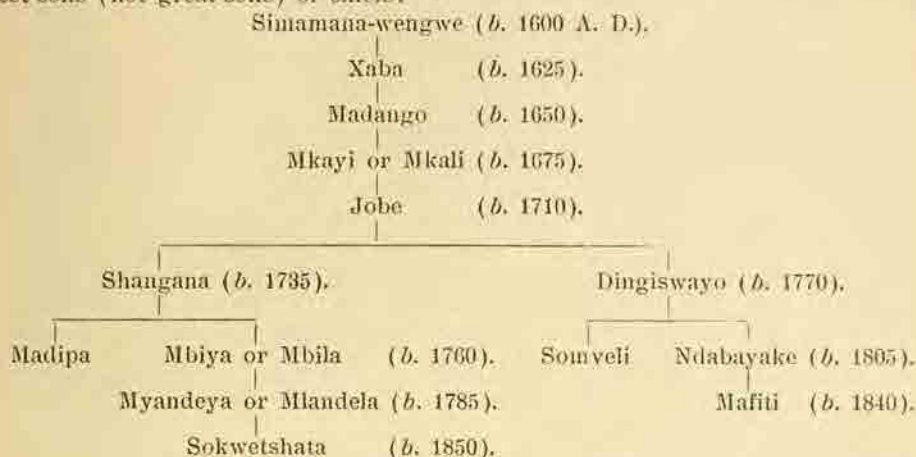 Simamana-wengwe (b. 1600 A. D.).
Xaba (b. 1625).
Madango (b. 1650).
Mkayi or Mkali (b. 1675).
Jobe (b. 1710).
Shangana (b. 1735). Dingiswayo (b. 1770).
Madipa Mbiya or Mbila (b. 1760). Somveli Ndabayake (b. 1805).
Myandeya or Mlandela (b. 1785). Mafiti (b. 1840).
Sokwetshata (b. 1850).